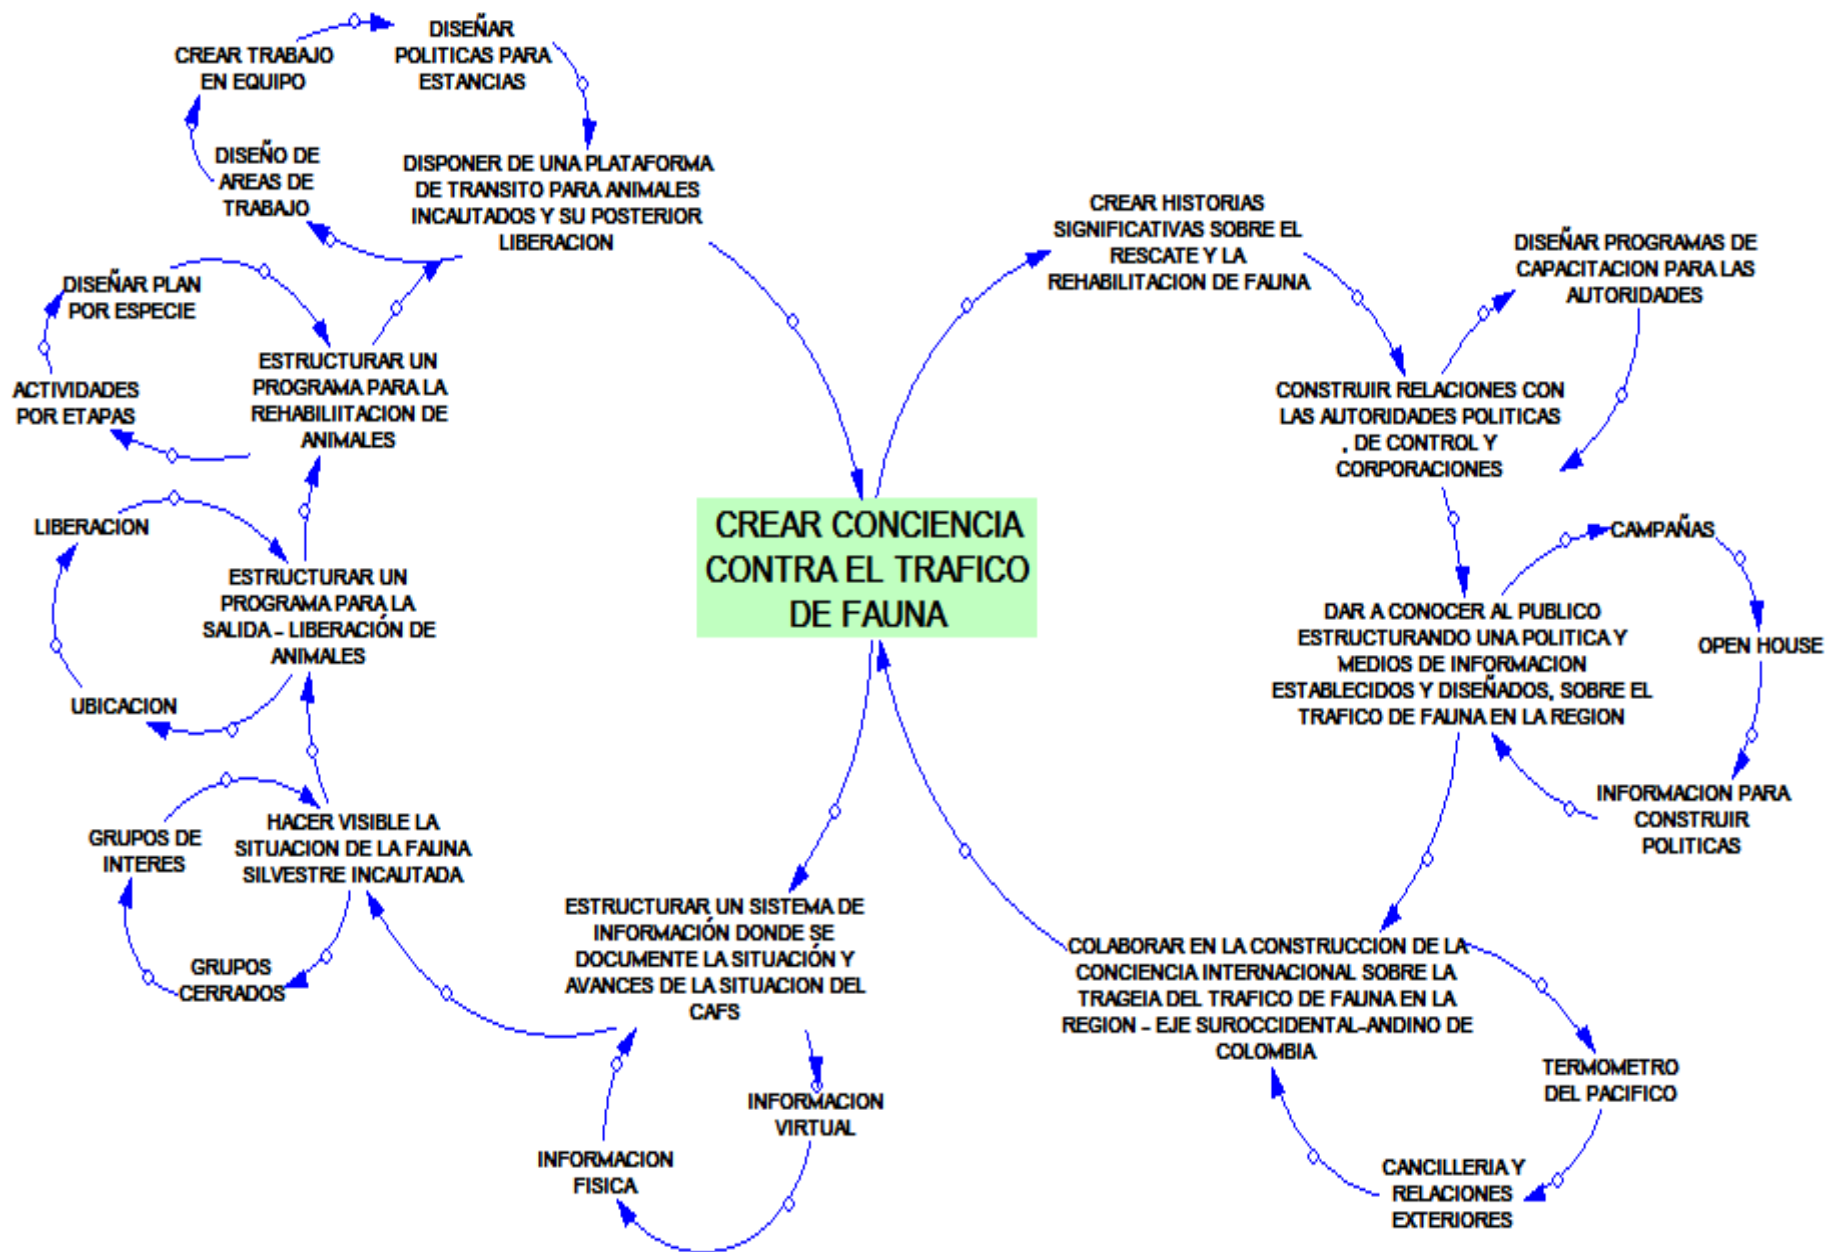 CREAR TRABAJO
EN EQUIPO
DISEÑAR
POLITICAS PARA
ESTANCIAS
DISEÑO DE
AREAS DE
TRABAJO
DISPONER DE UNA PLATAFORMA
DE TRANSITO PARA ANIMALES
INCAUTADOS Y SU POSTERIOR
LIBERACION
DISEÑAR PLAN
POR ESPECIE
ACTIVIDADES
POR ETAPAS
ESTRUCTURAR UN
PROGRAMA PARA LA
REHABILIITACION DE
ANIMALES
LIBERACION
UBICACION
ESTRUCTURAR UN
PROGRAMA PARA LA
SALIDA - LIBERACIÓN DE
ANIMALES
GRUPOS DE
INTERES
GRUPOS
CERRADOS
HACER VISIBLE LA
SITUACION DE LA FAUNA
SILVESTRE INCAUTADA
ESTRUCTURAR UN SISTEMA DE
INFORMACIÓN DONDE SE
DOCUMENTE LA SITUACIÓN Y
AVANCES DE LA SITUACION DEL
CAFS
INFORMACION
FISICA
INFORMACION
VIRTUAL
CREAR CONCIENCIA
CONTRA EL TRAFICO
DE FAUNA
CREAR HISTORIAS
SIGNIFICATIVAS SOBRE EL
RESCATE Y LA
REHABILITACION DE FAUNA
DISEÑAR PROGRAMAS DE
CAPACITACION PARA LAS
AUTORIDADES
CONSTRUIR RELACIONES CON
LAS AUTORIDADES POLITICAS
, DE CONTROL Y
CORPORACIONES
CAMPAÑAS
OPEN HOUSE
DAR A CONOCER AL PUBLICO
ESTRUCTURANDO UNA POLITICA Y
MEDIOS DE INFORMACION
ESTABLECIDOS Y DISEÑADOS, SOBRE EL
TRAFICO DE FAUNA EN LA REGION
INFORMACION PARA
CONSTRUIR
POLITICAS
COLABORAR EN LA CONSTRUCCION DE LA
CONCIENCIA INTERNACIONAL SOBRE LA
TRAGEIA DEL TRAFICO DE FAUNA EN LA
REGION - EJE SUROCCIDENTAL-ANDINO DE
COLOMBIA
TERMOMETRO
DEL PACIFICO
CANCILLERIA Y
RELACIONES
EXTERIORES